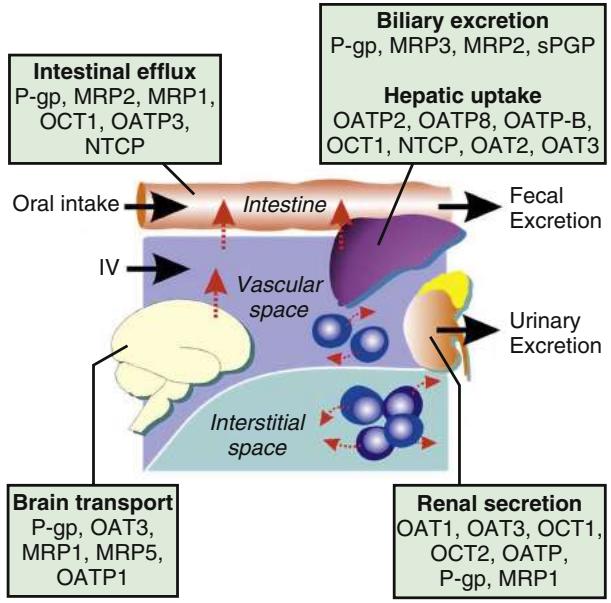 Biliary excretion
P-gp, MRP3, MRP2, sPGP
Hepatic uptake
OATP2, OATP8, OATP-B,
OCT1, NTCP, OAT2, OAT3
Intestinal efflux
P-gp, MRP2, MRP1,
OCT1, OATP3,
NTCP
Oral intake
Intestine
Fecal
Excretion
IV
Vascular
space
Urinary
Excretion
Interstitial
space
Brain transport
P-gp, OAT3,
MRP1, MRP5,
OATP1
Renal secretion
OAT1, OAT3, OCT1,
OCT2, OATP,
P-gp, MRP1